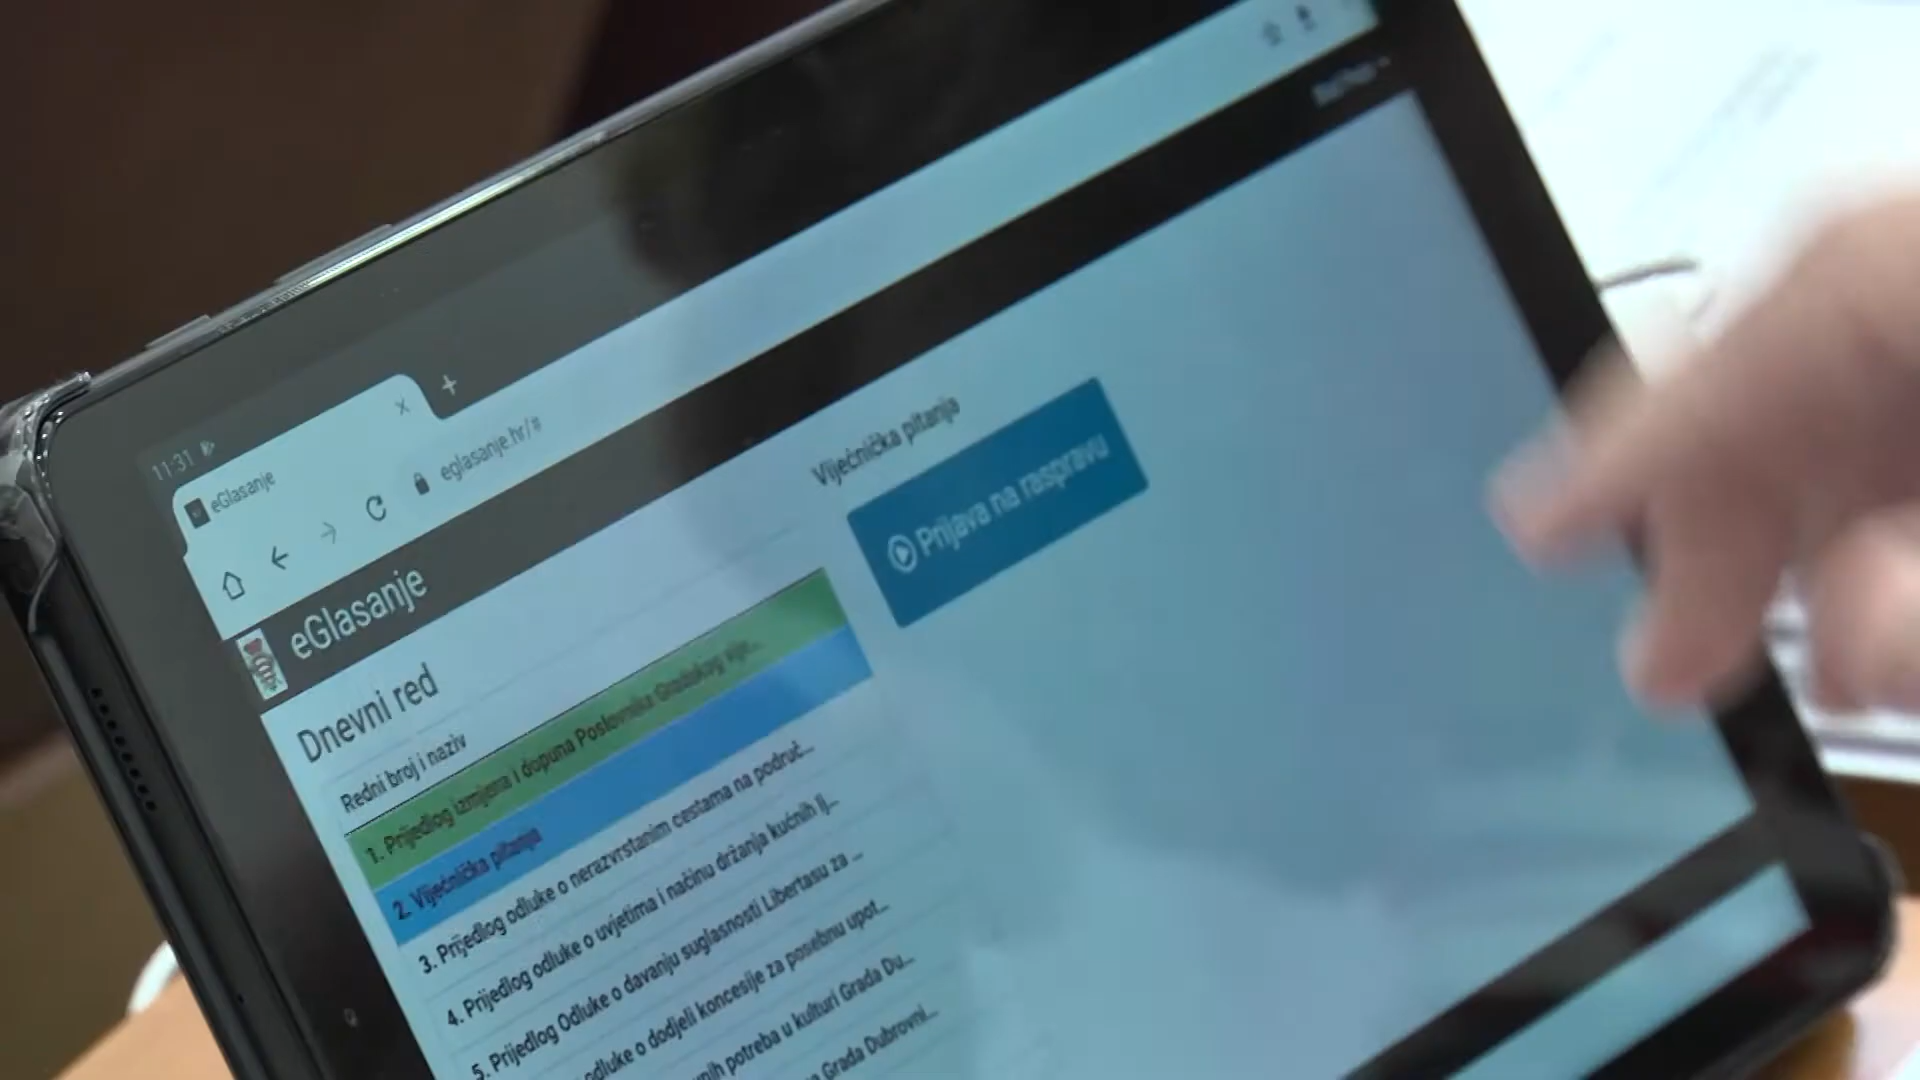 11:31
eGlasanje
eglasanje.hr/#
eGlasanje
Dnevni red
Redni broj i naziv
1. Prijedlog izmjena i dopuna Poslovnika Gradskog vije...
2. Vijećnička pitanja
3. Prijedlog odluke o nerazvrstanim cestama na područ...
4. Prijedlog odluke o uvjetima i načinu držanja kućnih lj...
5. Prijedlog Odluke o davanju suglasnosti Libertasu za ...
odluke o dodjeli koncesije za posebnu upot...
potreba u kulturi Grada Du...
Grada Dubrovni...
Vijećnička pitanja
Prijava na raspravu